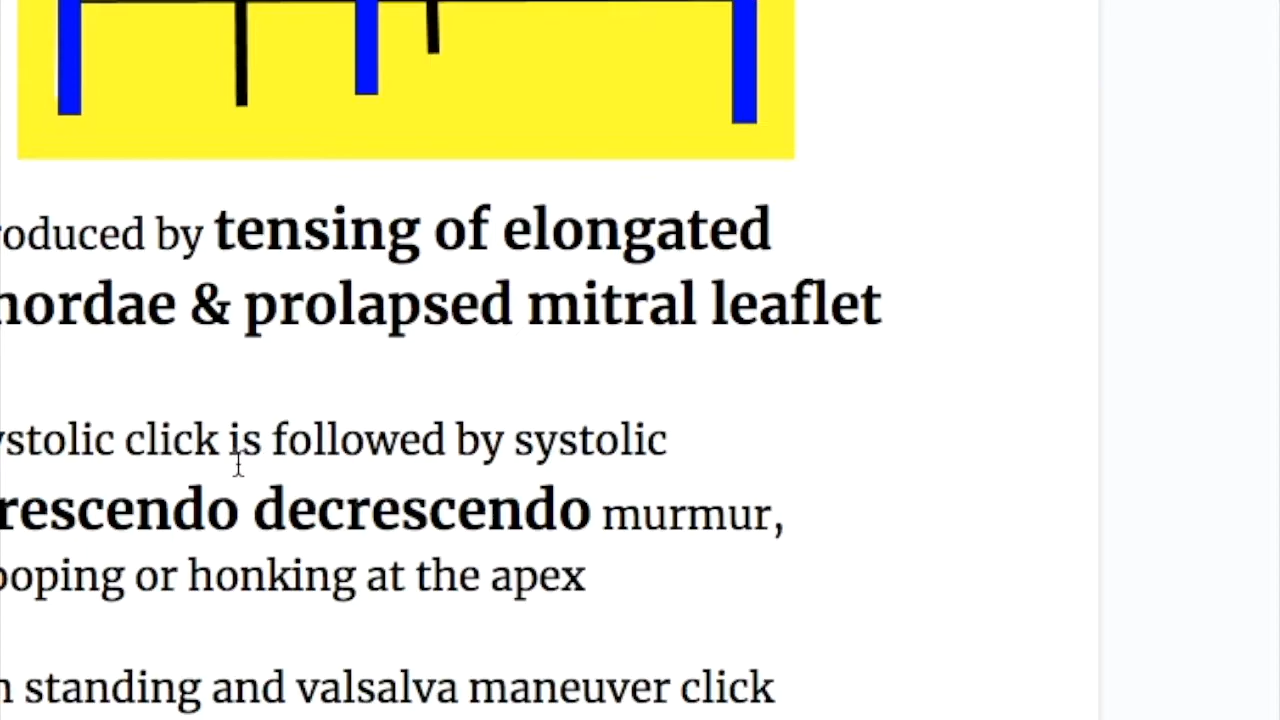 roduced by tensing of elongated
hordae & prolapsed mitral leaflet
ystolic click is followed by systolic
rescendo decrescendo murmur,
ooping or honking at the apex
n standing and valsalva maneuver click